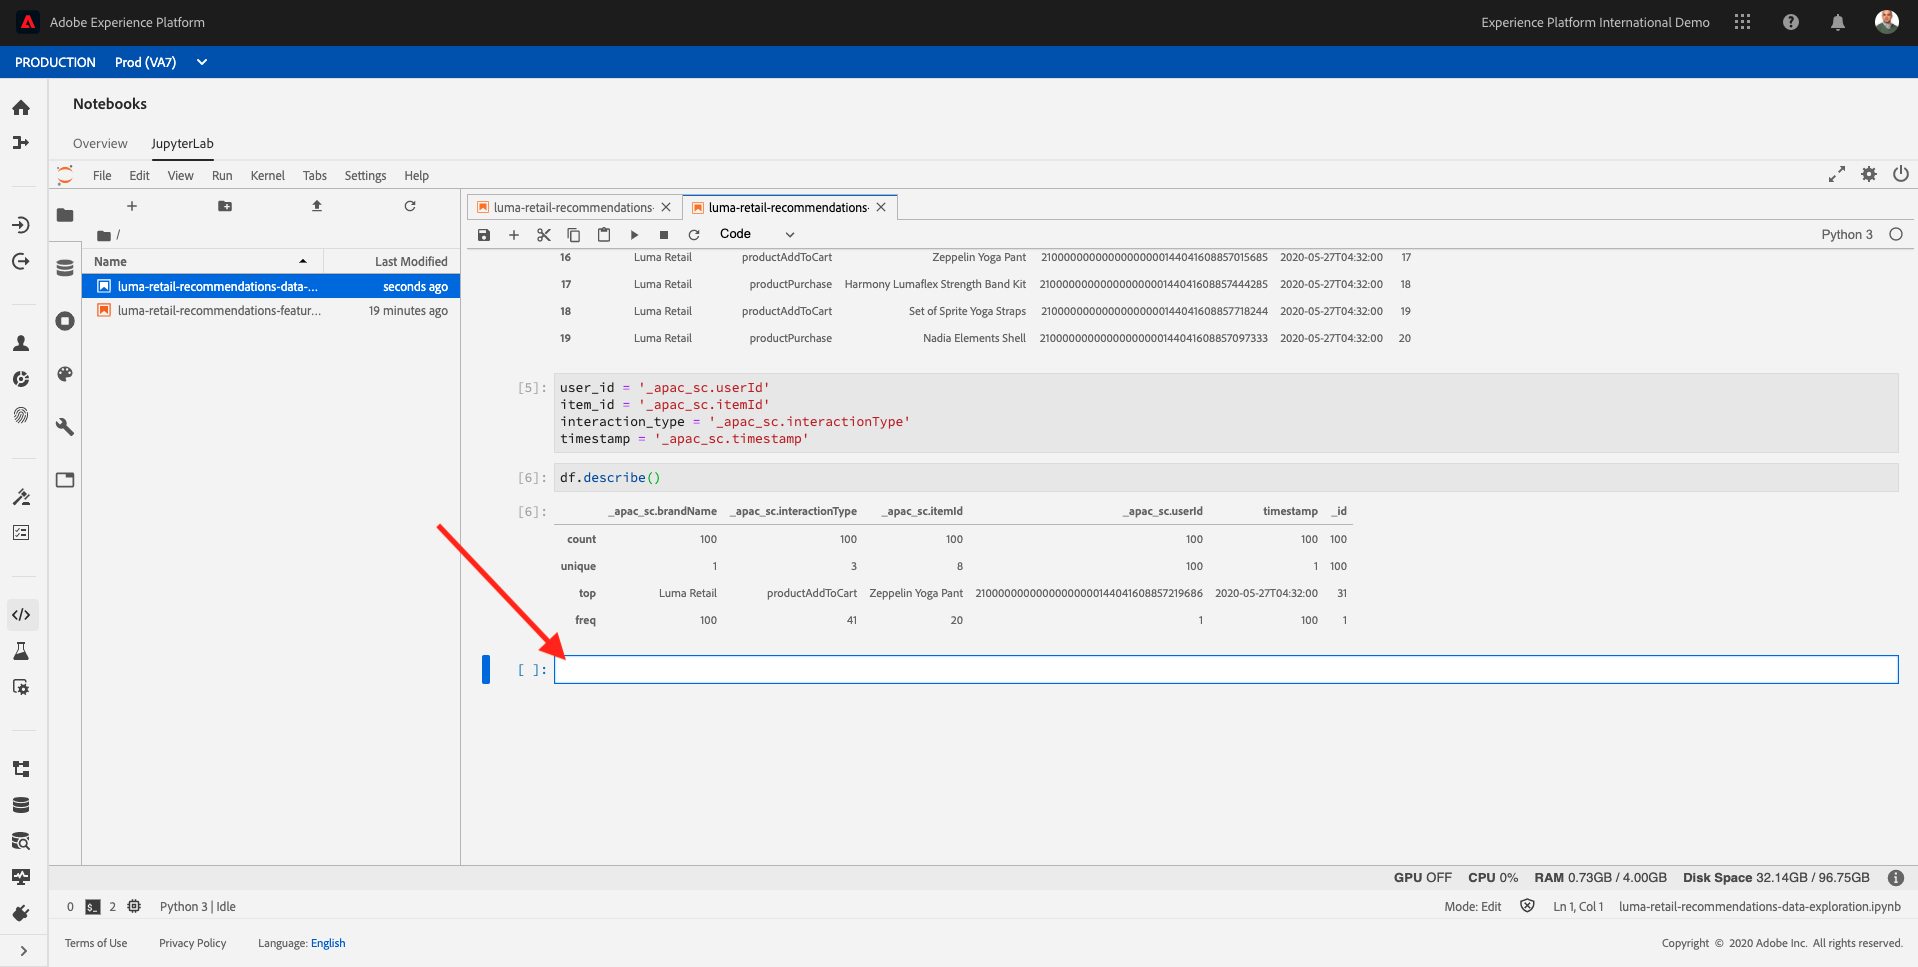 Adobe Experience Platform
Experience Platform International Demo
PRODUCTION Prod (VA7)
Notebooks
Overview JupyterLab
File Edit View Run Kernel Tabs Settings Help
luma-retail-recommendations- luma-retail-recommendations-
/
Code
Python 3
Name Last Modified
luma-retail-recommendations-data-... seconds ago
luma-retail-recommendations-featur... 19 minutes ago
16 Luma Retail productAddToCart Zeppelin Yoga Pant 21000000000000000000144041608857015685 2020-05-27T04:32:00 17
17 Luma Retail productPurchase Harmony Lumaflex Strength Band Kit 21000000000000000000144041608857444285 2020-05-27T04:32:00 18
18 Luma Retail productAddToCart Set of Sprite Yoga Straps 21000000000000000000144041608857718244 2020-05-27T04:32:00 19
19 Luma Retail productPurchase Nadia Elements Shell 21000000000000000000144041608857097333 2020-05-27T04:32:00 20
[5]: user_id = '_apac_sc.userId'
item_id = '_apac_sc.itemId'
interaction_type = '_apac_sc.interactionType'
timestamp = '_apac_sc.timestamp'
[6]: df.describe()
[6]: _apac_sc.brandName _apac_sc.interactionType _apac_sc.itemId _apac_sc.userId timestamp _id
count 100 100 100 100 100 100
unique 1 3 8 100 1 100
top Luma Retail productAddToCart Zeppelin Yoga Pant 21000000000000000000144041608857219686 2020-05-27T04:32:00 31
freq 100 41 20 1 100 1
[ ]:
GPU OFF CPU 0% RAM 0.73GB / 4.00GB Disk Space 32.14GB / 96.75GB
0 2 Python 3 | Idle
Mode: Edit Ln 1, Col 1 luma-retail-recommendations-data-exploration.ipynb
Terms of Use Privacy Policy Language: English
Copyright © 2020 Adobe Inc. All rights reserved.